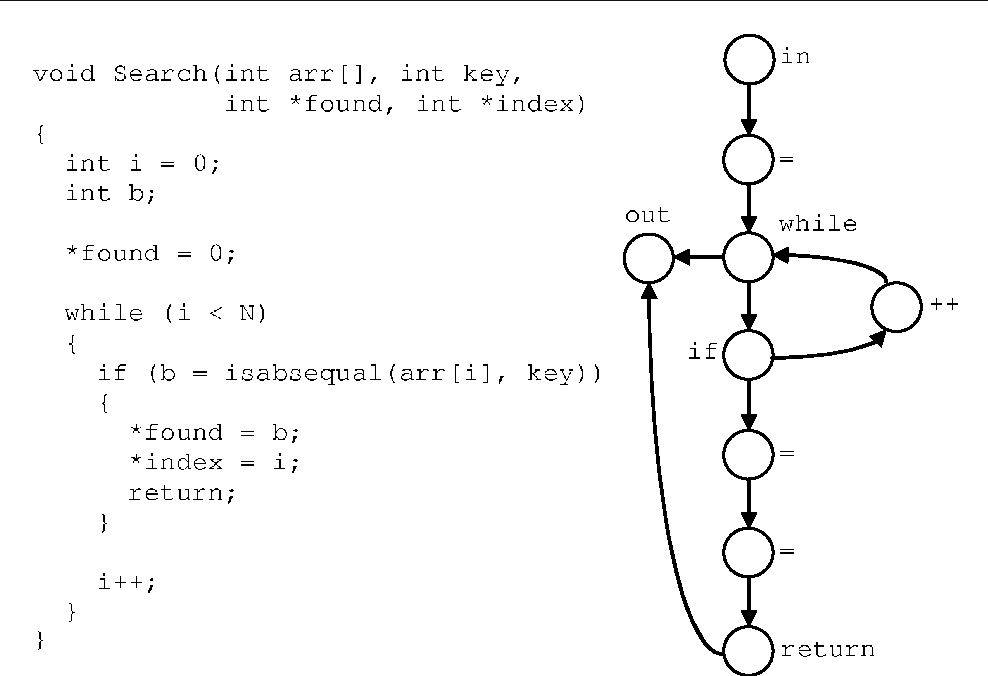 void Search(int arr[], int key,
int *found, int *index)
{
int i = 0;
int b;
*found = 0;
while (i < N)
{
if (b = isabsequal(arr[i], key))
{
*found = b;
*index = i;
return;
}
i++;
}
}
in
=
out
while
++
if
=
=
return